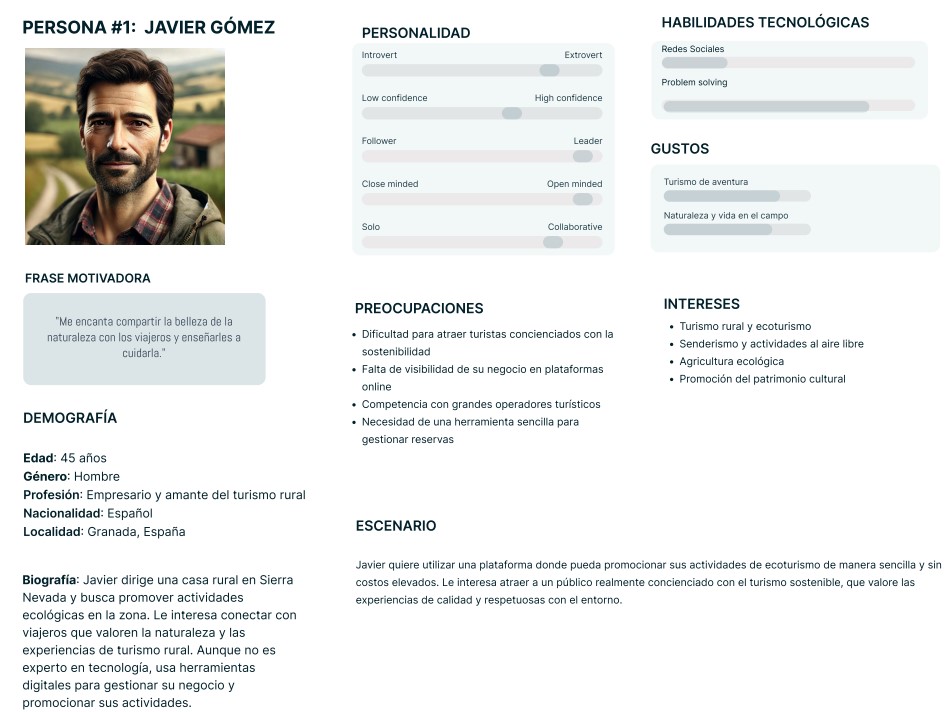 PERSONA #1:  JAVIER GÓMEZ
FRASE MOTIVADORA
"Me encanta compartir la belleza de la
naturaleza con los viajeros y enseñarles a
cuidarla."
DEMOGRAFÍA
Edad: 45 años
Género: Hombre
Profesión: Empresario y amante del turismo rural
Nacionalidad: Español
Localidad: Granada, España
Biografía: Javier dirige una casa rural en Sierra
Nevada y busca promover actividades
ecológicas en la zona. Le interesa conectar con
viajeros que valoren la naturaleza y las
experiencias de turismo rural. Aunque no es
experto en tecnología, usa herramientas
digitales para gestionar su negocio y
promocionar sus actividades.
PERSONALIDAD
Introvert Extrovert
Low confidence High confidence
Follower Leader
Close minded Open minded
Solo Collaborative
PREOCUPACIONES
• Dificultad para atraer turistas concienciados con la
sostenibilidad
• Falta de visibilidad de su negocio en plataformas
online
• Competencia con grandes operadores turísticos
• Necesidad de una herramienta sencilla para
gestionar reservas
HABILIDADES TECNOLÓGICAS
Redes Sociales
Problem solving
GUSTOS
Turismo de aventura
Naturaleza y vida en el campo
INTERESES
• Turismo rural y ecoturismo
• Senderismo y actividades al aire libre
• Agricultura ecológica
• Promoción del patrimonio cultural
ESCENARIO
Javier quiere utilizar una plataforma donde pueda promocionar sus actividades de ecoturismo de manera sencilla y sin
costos elevados. Le interesa atraer a un público realmente concienciado con el turismo sostenible, que valore las
experiencias de calidad y respetuosas con el entorno.